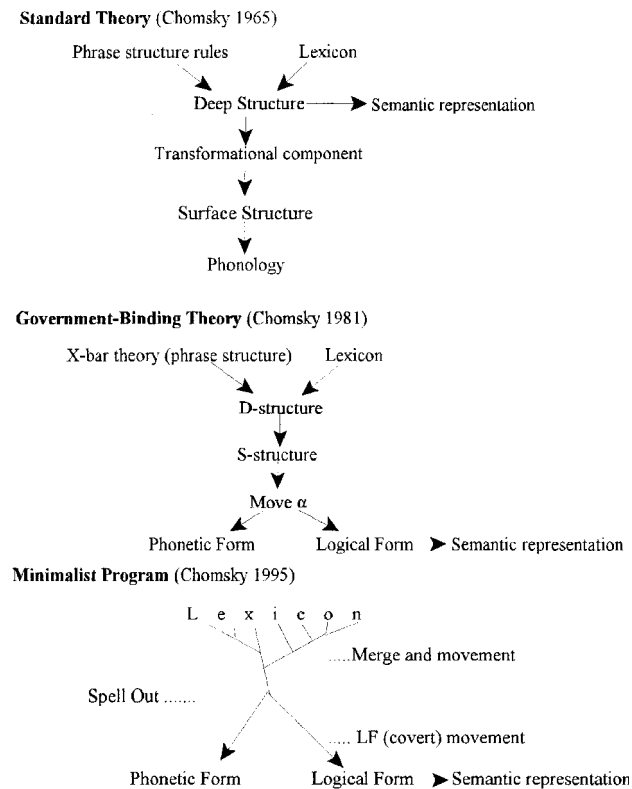 Standard Theory (Chomsky 1965)
Phrase structure rules Lexicon
Deep Structure Semantic representation
Transformational component
Surface Structure
Phonology
Government-Binding Theory (Chomsky 1981)
X-bar theory (phrase structure) Lexicon
D-structure
S-structure
Move α
Phonetic Form Logical Form Semantic representation
Minimalist Program (Chomsky 1995)
L e x i c o n
.....Merge and movement
Spell Out .......
..... LF (covert) movement
Phonetic Form Logical Form Semantic representation